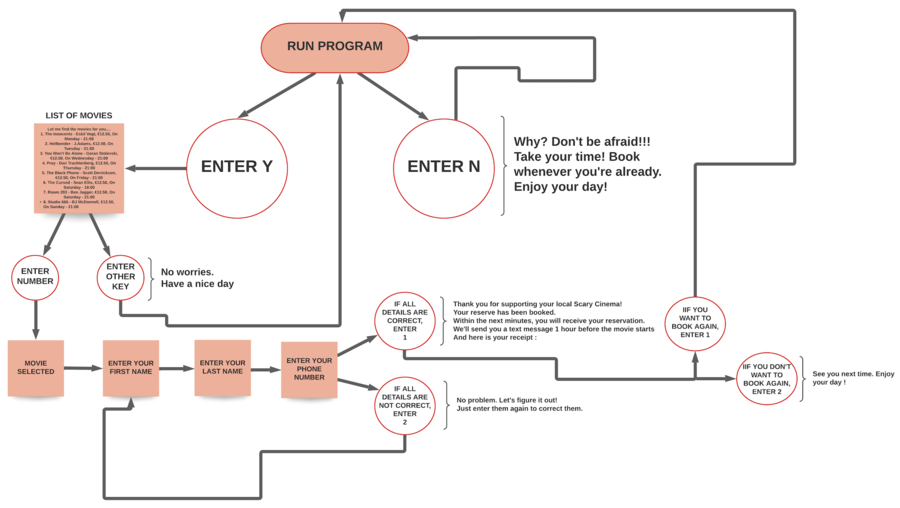 RUN PROGRAM
LIST OF MOVIES
Let me find the movies for you....
1. The Innocents - Eskil Vogt, £12.50, On
Monday - 21:00
2. Hellbender - J.Adams, £12.50, On
Tuesday - 21:00
3. You Won't Be Alone - Goran Stolevski,
£12.50, On Wednesday - 21:00
4. Prey - Dan Trachtenberg, £12.50, On
Thursday - 21:00
5. The Black Phone - Scott Derrickson,
£12.50, On Friday - 21:00
6. The Cursed - Sean Ellis, £12.50, On
Saturday - 18:00
7. Room 203 - Ben Jagger, £12.50, On
Saturday - 21:00
8. Studio 666 - BJ McDonnell, £12.50,
On Sunday - 21:00
ENTER Y
ENTER N
Why? Don't be afraid!!!
Take your time! Book
whenever you're already.
Enjoy your day!
ENTER
NUMBER
ENTER
OTHER
KEY
No worries.
Have a nice day
MOVIE
SELECTED
ENTER YOUR
FIRST NAME
ENTER YOUR
LAST NAME
ENTER YOUR
PHONE
NUMBER
IF ALL
DETAILS ARE
CORRECT,
ENTER
1
Thank you for supporting your local Scary Cinema!
Your reserve has been booked.
Within the next minutes, you will receive your reservation.
We'll send you a text message 1 hour before the movie starts
And here is your receipt :
IF ALL
DETAILS ARE
NOT CORRECT,
ENTER
2
No problem. Let's figure it out!
Just enter them again to correct them.
IIF YOU
WANT TO
BOOK AGAIN,
ENTER 1
IIF YOU DON'T
WANT TO
BOOK AGAIN,
ENTER 2
See you next time. Enjoy
your day !